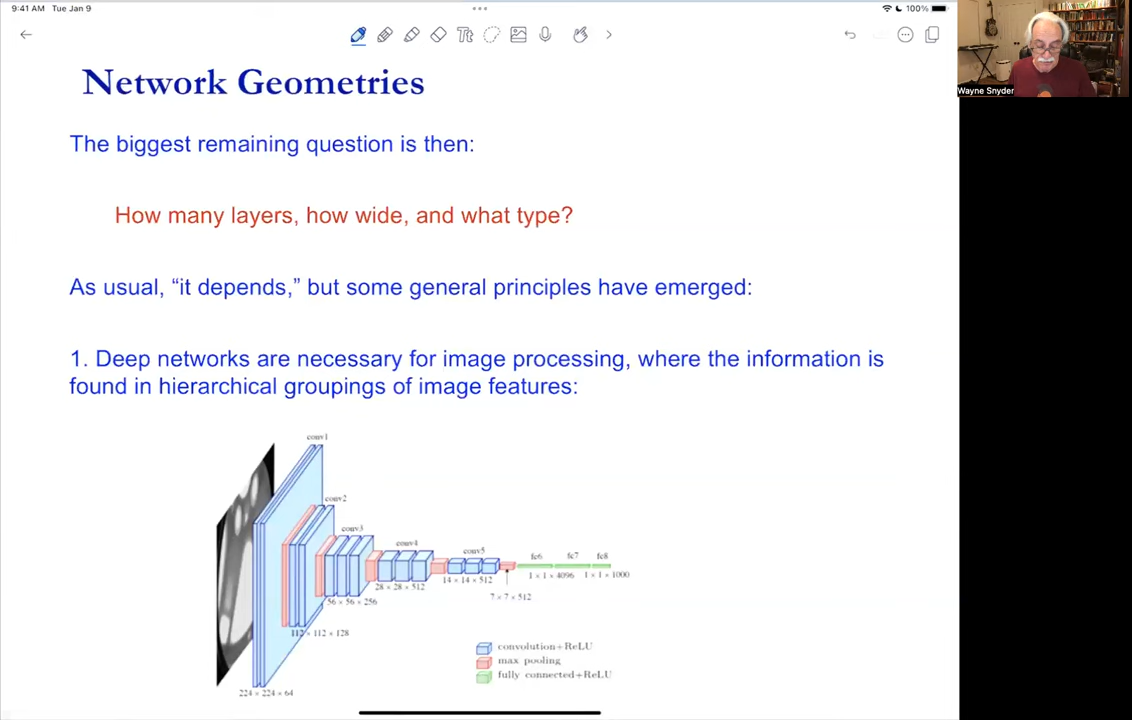 9:41 AM Tue Jan 9
100%
Wayne Snyder
Network Geometries
The biggest remaining question is then:
How many layers, how wide, and what type?
As usual, “it depends,” but some general principles have emerged:
1. Deep networks are necessary for image processing, where the information is
found in hierarchical groupings of image features:
conv1
conv2
conv3
conv4
conv5
fc6 fc7 fc8
1 × 1 × 4096 1 × 1 × 1000
14 × 14 × 512
28 × 28 × 512
7 × 7 × 512
56 × 56 × 256
112 × 112 × 128
224 × 224 × 64
convolution+ReLU
max pooling
fully connected+ReLU